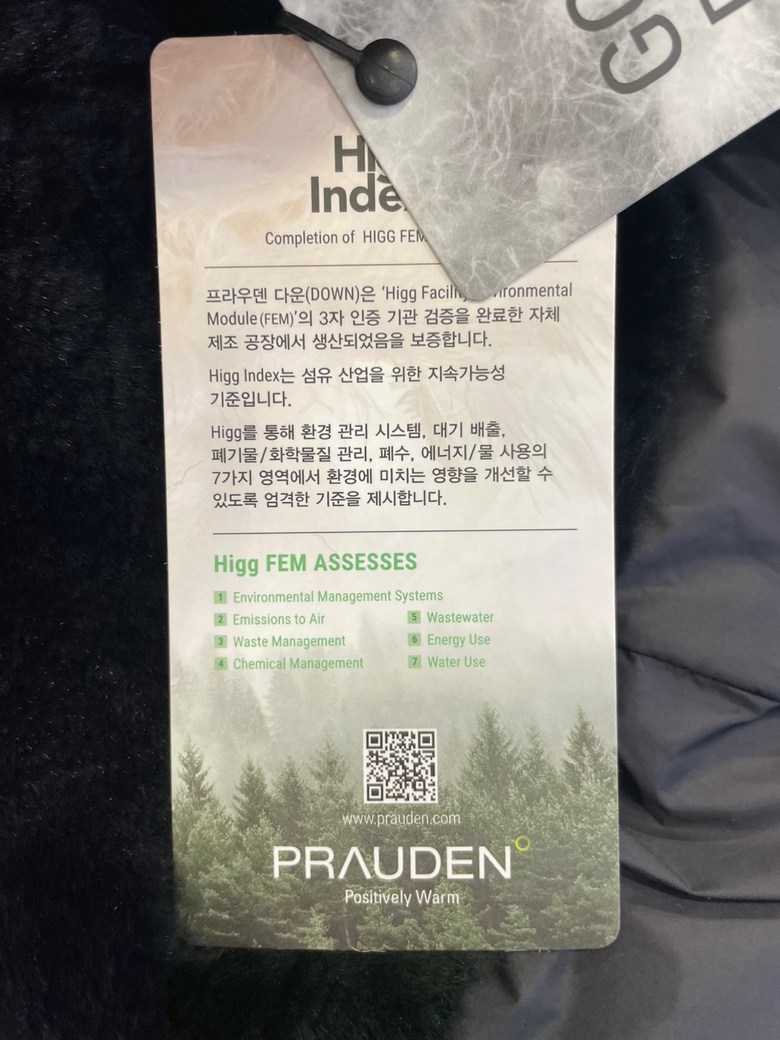 Index
Completion of HIGG FEM
프라우덴 다운(DOWN)은 'Higg Facility Environmental
Module(FEM)'의 3자 인증 기관 검증을 완료한 자체
제조 공장에서 생산되었음을 보증합니다.
Higg Index는 섬유 산업을 위한 지속가능성
기준입니다.
Higg를 통해 환경 관리 시스템, 대기 배출,
폐기물/화학물질 관리, 폐수, 에너지/물 사용의
7가지 영역에서 환경에 미치는 영향을 개선할 수
있도록 엄격한 기준을 제시합니다.
Higg FEM ASSESSES
1 Environmental Management Systems
2 Emissions to Air
3 Waste Management
4 Chemical Management
5 Wastewater
6 Energy Use
7 Water Use
www.prauden.com
PRAUDEN
Positively Warm